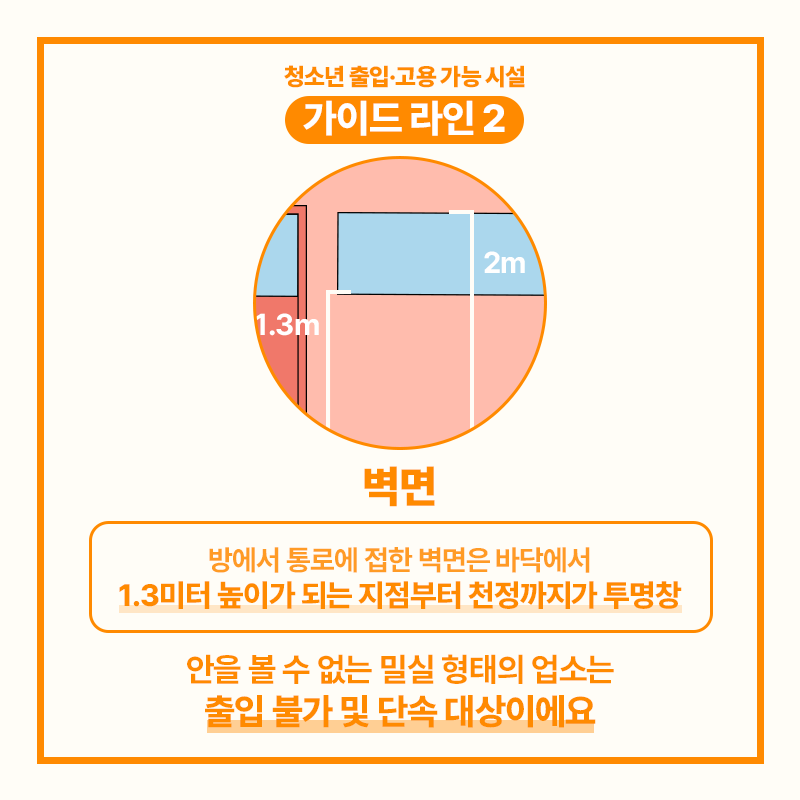 청소년 출입·고용 가능 시설
가이드 라인 2
2m
1.3m
벽면
방에서 통로에 접한 벽면은 바닥에서
1.3미터 높이가 되는 지점부터 천정까지가 투명창
안을 볼 수 없는 밀실 형태의 업소는
출입 불가 및 단속 대상이에요